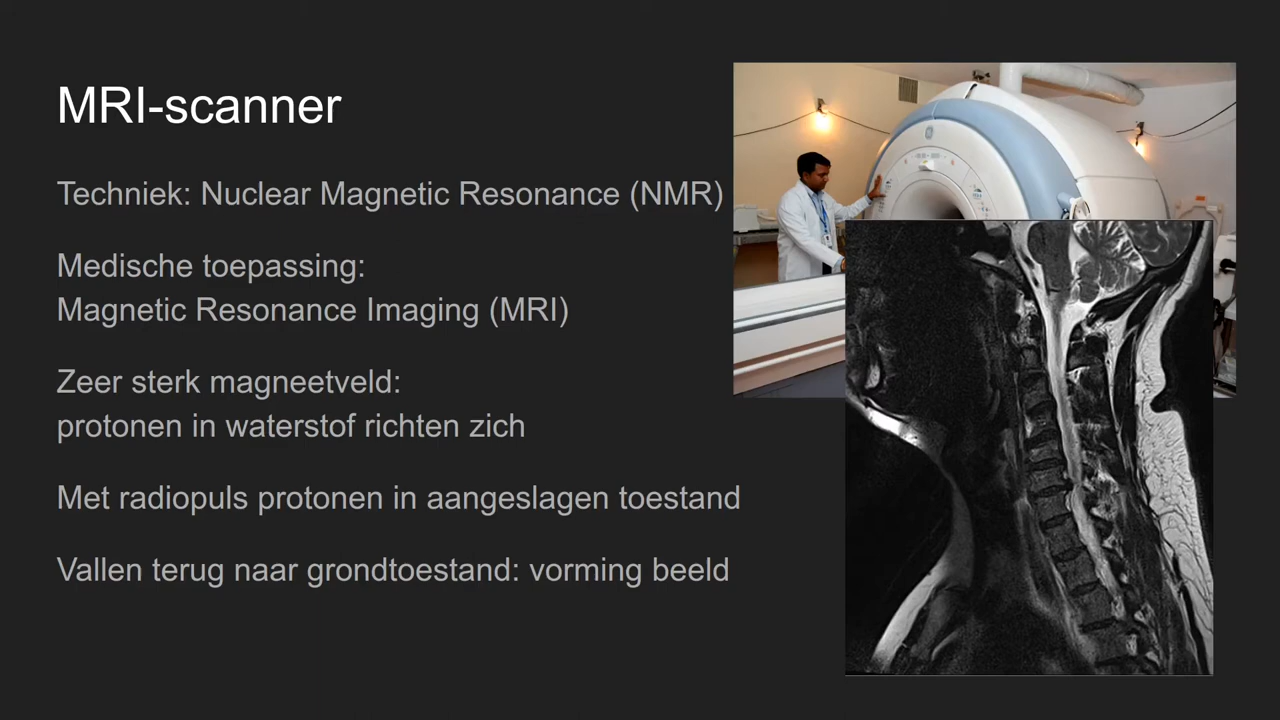 MRI-scanner
Techniek: Nuclear Magnetic Resonance (NMR)
Medische toepassing:
Magnetic Resonance Imaging (MRI)
Zeer sterk magneetveld:
protonen in waterstof richten zich
Met radiopuls protonen in aangeslagen toestand
Vallen terug naar grondtoestand: vorming beeld